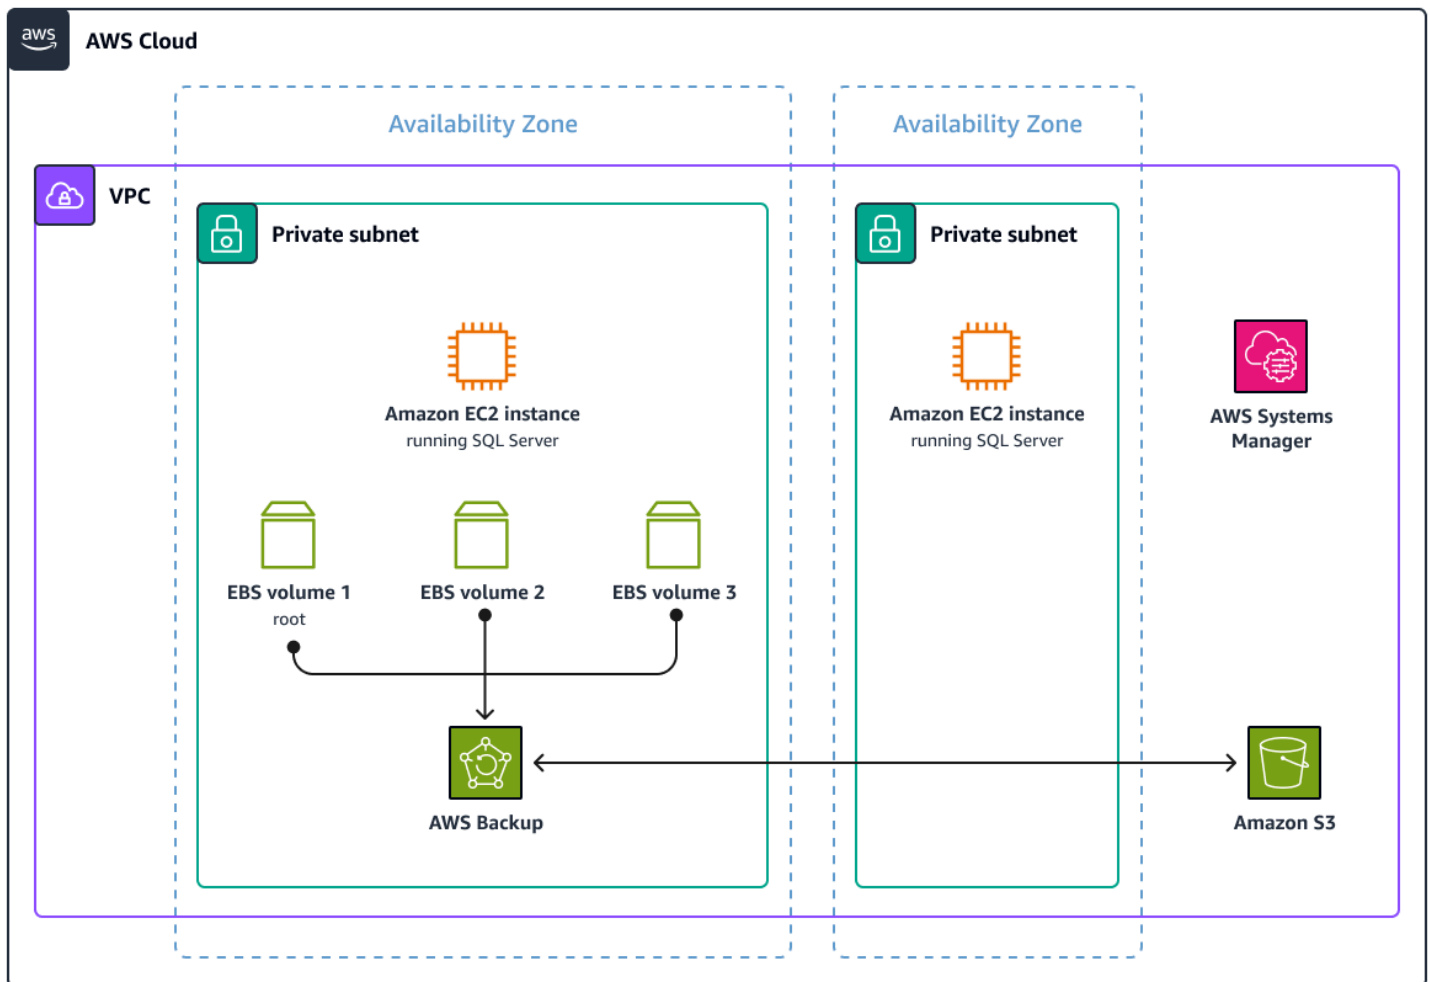 aws
AWS Cloud
Availability Zone
Availability Zone
VPC
Private subnet
Private subnet
Amazon EC2 instance
running SQL Server
Amazon EC2 instance
running SQL Server
AWS Systems
Manager
EBS volume 1
root
EBS volume 2
EBS volume 3
AWS Backup
Amazon S3